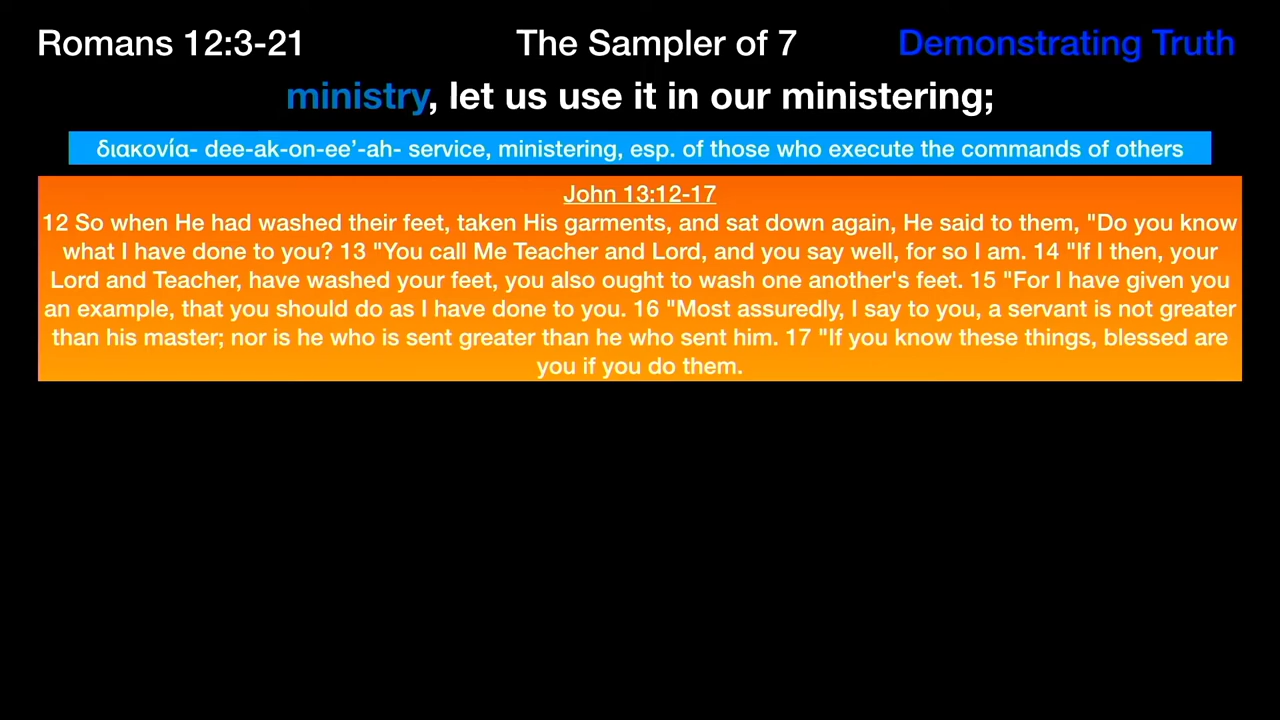 Romans 12:3-21 The Sampler of 7 Demonstrating Truth
ministry, let us use it in our ministering;
διακονία- dee-ak-on-ee’-ah- service, ministering, esp. of those who execute the commands of others
John 13:12-17
12 So when He had washed their feet, taken His garments, and sat down again, He said to them, "Do you know
what I have done to you? 13 "You call Me Teacher and Lord, and you say well, for so I am. 14 "If I then, your
Lord and Teacher, have washed your feet, you also ought to wash one another's feet. 15 "For I have given you
an example, that you should do as I have done to you. 16 "Most assuredly, I say to you, a servant is not greater
than his master; nor is he who is sent greater than he who sent him. 17 "If you know these things, blessed are
you if you do them.